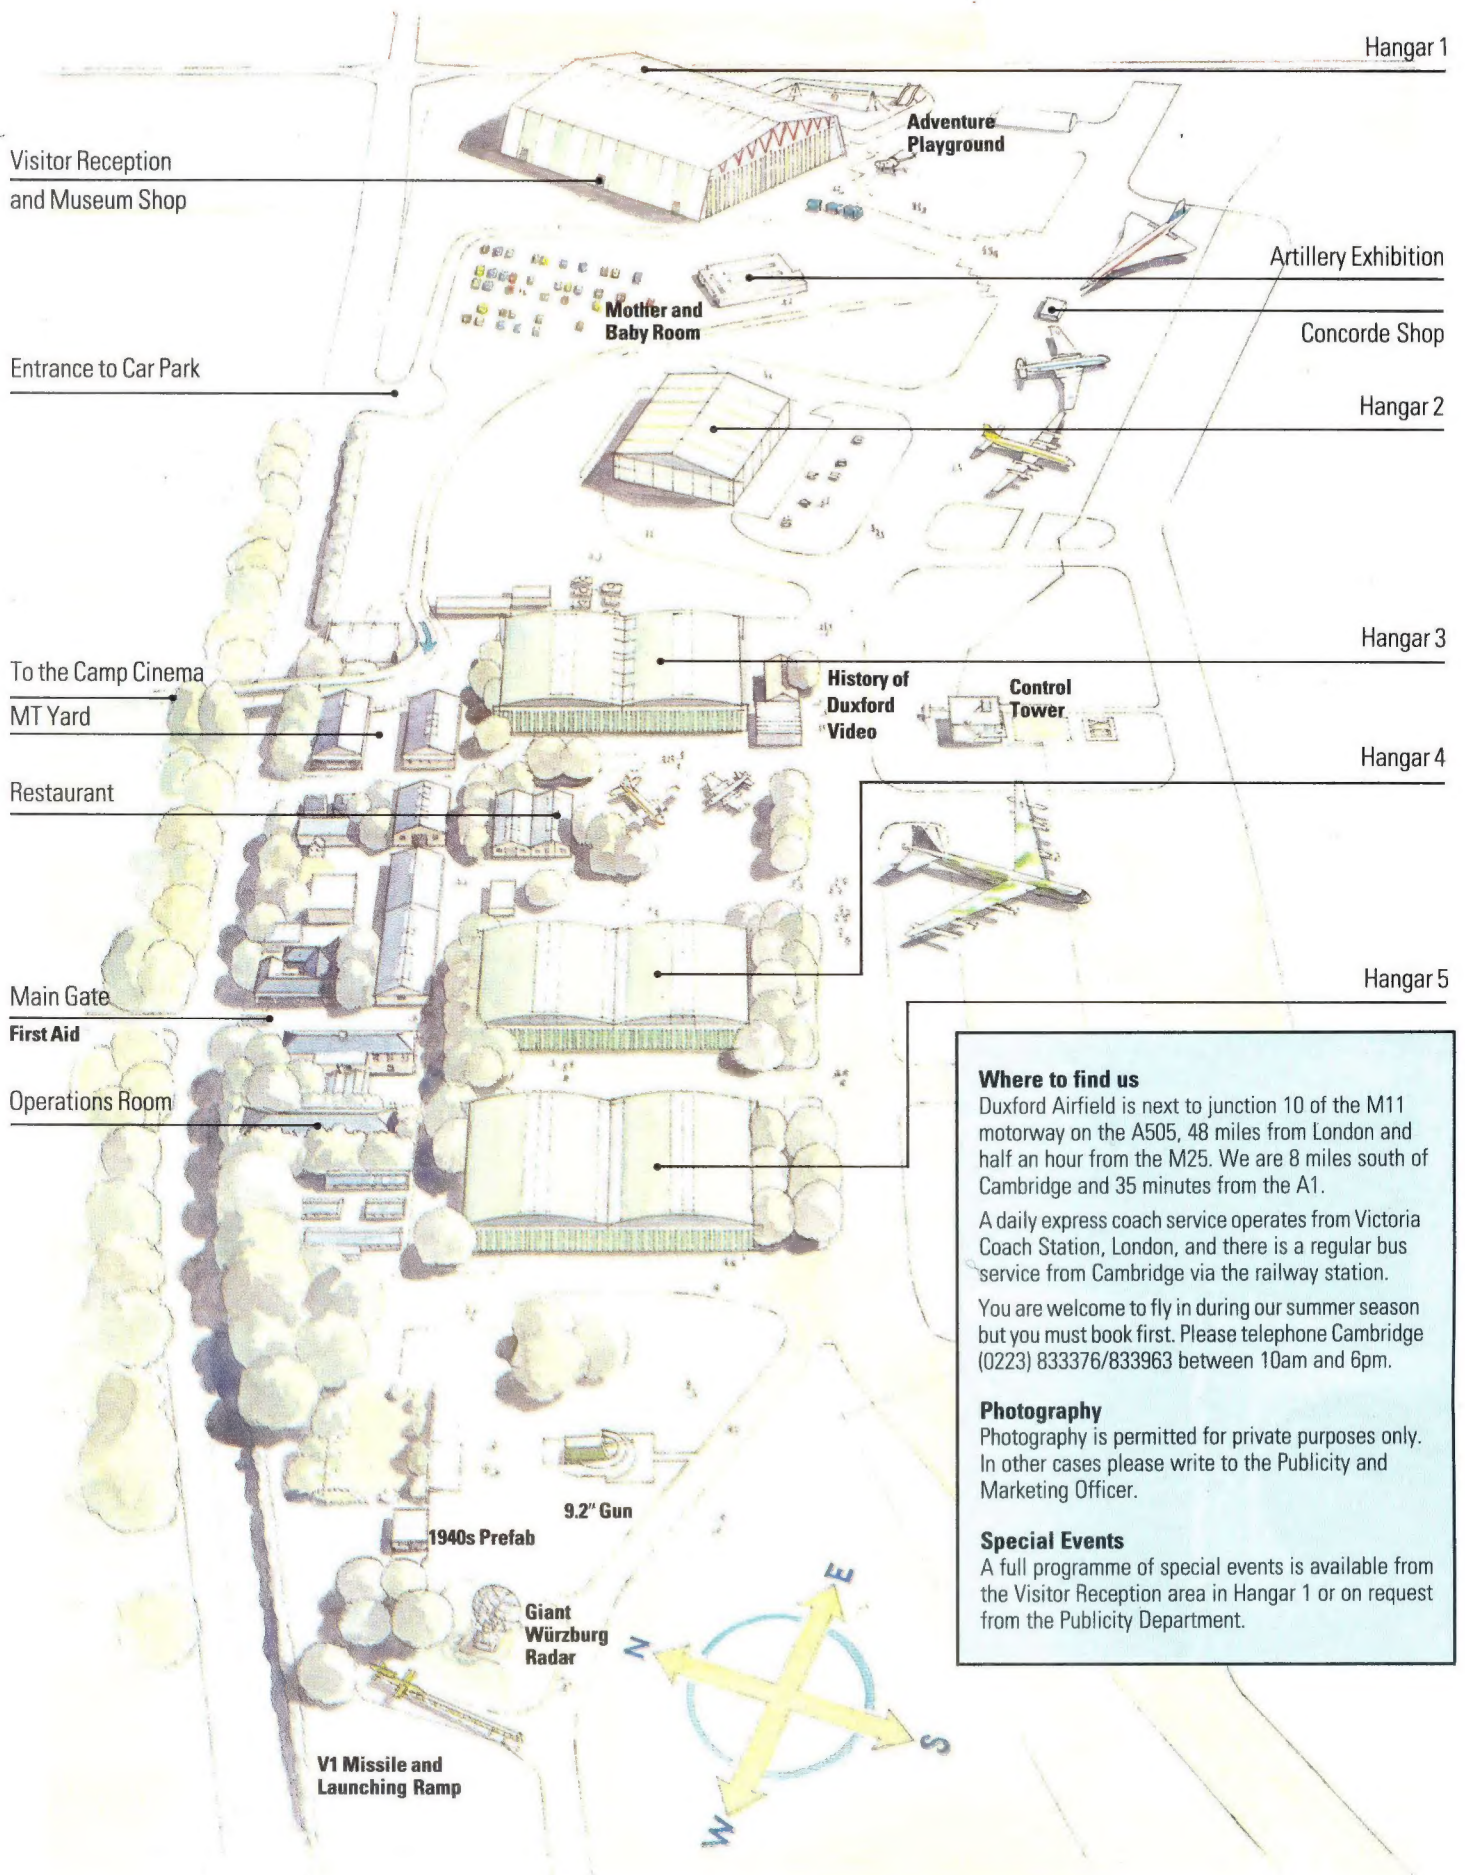 Hangar 1
Adventure
Playground
Visitor Reception
and Museum Shop
Artillery Exhibition
Mother and
Baby Room
Concorde Shop
Entrance to Car Park
Hangar 2
Hangar 3
To the Camp Cinema
History of
Duxford
Video
Control
Tower
MT Yard
Hangar 4
Restaurant
Hangar 5
Main Gate
First Aid
Operations Room
Where to find us
Duxford Airfield is next to junction 10 of the M11
motorway on the A505, 48 miles from London and
half an hour from the M25. We are 8 miles south of
Cambridge and 35 minutes from the A1.
A daily express coach service operates from Victoria
Coach Station, London, and there is a regular bus
service from Cambridge via the railway station.
You are welcome to fly in during our summer season
but you must book first. Please telephone Cambridge
(0223) 833376/833963 between 10am and 6pm.
Photography
Photography is permitted for private purposes only.
In other cases please write to the Publicity and
Marketing Officer.
Special Events
A full programme of special events is available from
the Visitor Reception area in Hangar 1 or on request
from the Publicity Department.
9.2" Gun
1940s Prefab
Giant
Würzburg
Radar
V1 Missile and
Launching Ramp
E
N
S
W